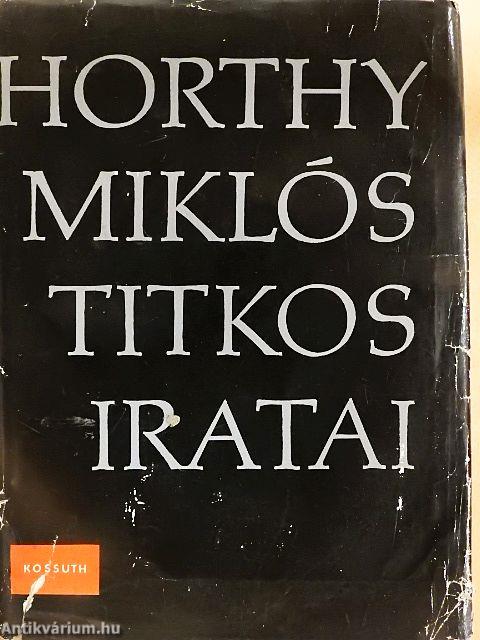 HORTHY
MIKLÓS
TITKOS
IRATAI
KOSSUTH
Antikvárium.hu